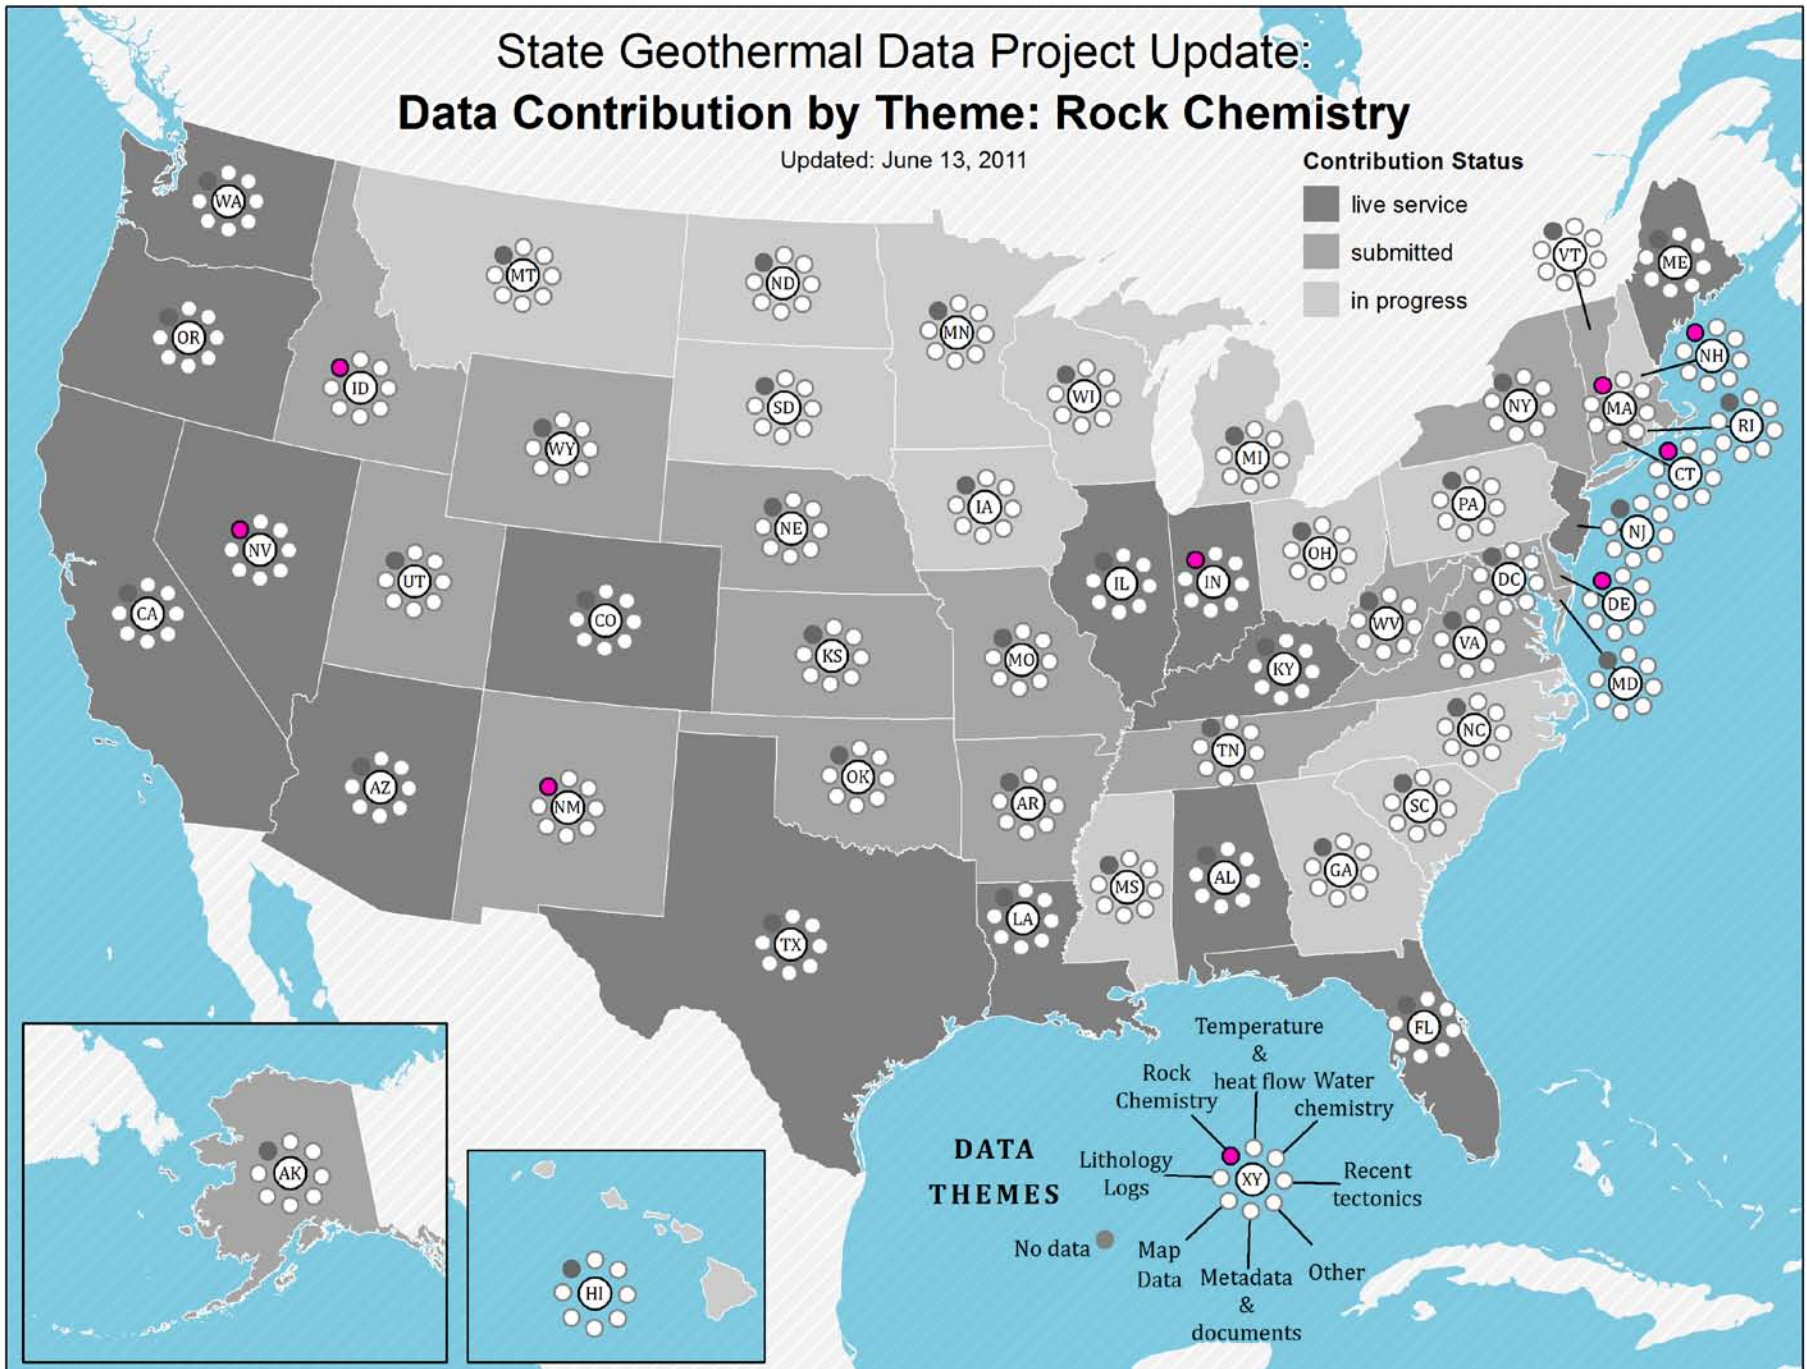 State Geothermal Data Project Update:
Data Contribution by Theme: Rock Chemistry
Updated: June 13, 2011
Contribution Status
live service
submitted
in progress
WA
MT
ND
MN
VT
ME
OR
ID
WY
SD
WI
MI
NY
MA
NH
RI
CT
NV
UT
NE
IA
PA
NJ
CA
CO
KS
MO
IL
IN
OH
WV
DC
VA
DE
MD
KY
AZ
NM
OK
AR
TN
NC
SC
TX
LA
MS
AL
GA
FL
AK
HI
DATA
THEMES
Temperature
&
heat flow
Rock
Chemistry
Water
chemistry
Lithology
Logs
XY
Recent
tectonics
No data
Map
Data
Metadata
&
documents
Other